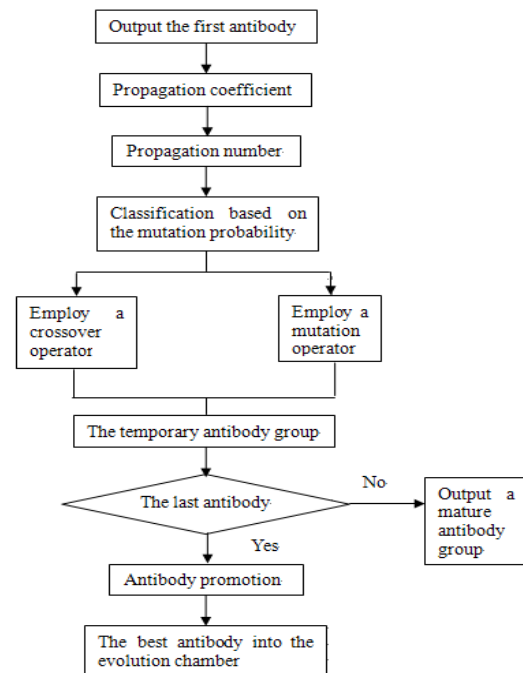 Output the first antibody
Propagation coefficient
Propagation number
Classification based on
the mutation probability
Employ a
crossover
operator
Employ a
mutation
operator
The temporary antibody group
The last antibody
No
Output a
mature
antibody
group
Yes
Antibody promotion
The best antibody into the
evolution chamber